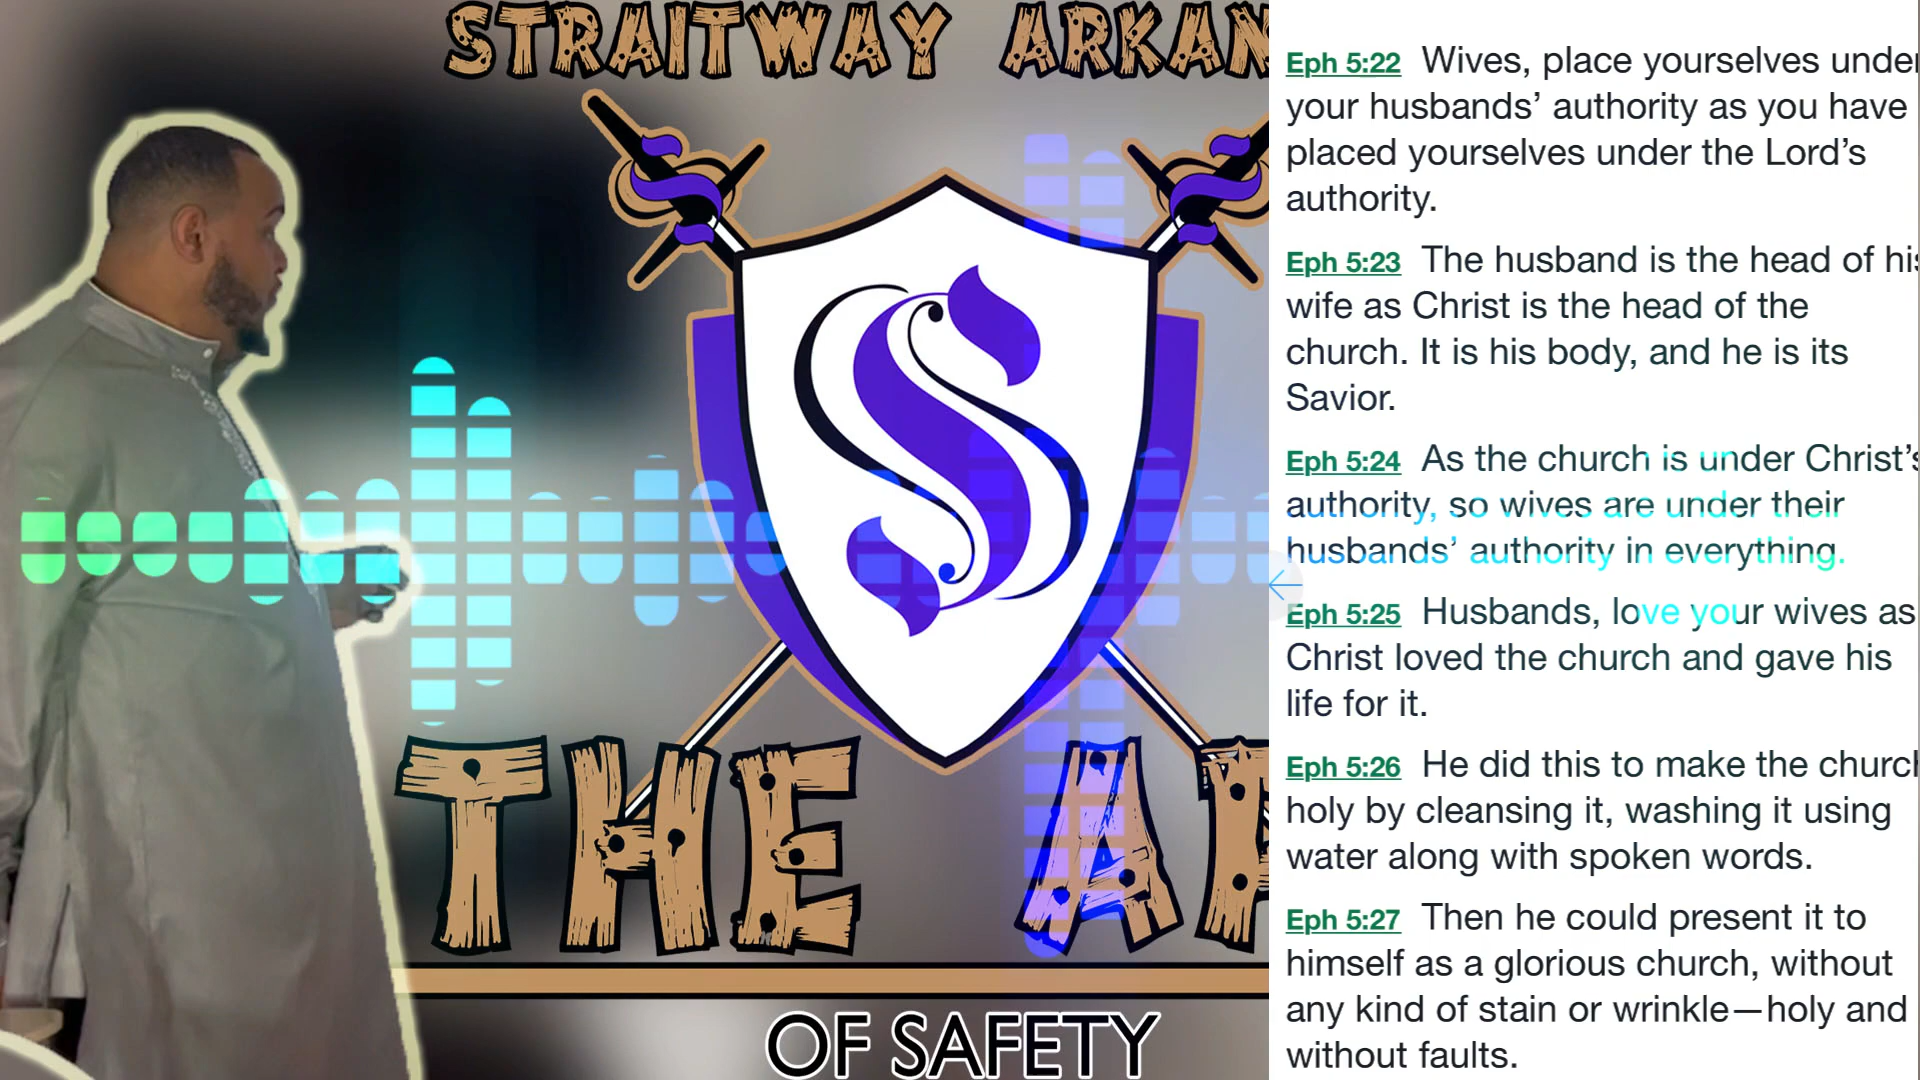 STRAITWAY ARKAN
THE AR
OF SAFETY
Eph 5:22 Wives, place yourselves under
your husbands’ authority as you have
placed yourselves under the Lord’s
authority.
Eph 5:23 The husband is the head of his
wife as Christ is the head of the
church. It is his body, and he is its
Savior.
Eph 5:24 As the church is under Christ’s
authority, so wives are under their
husbands’ authority in everything.
Eph 5:25 Husbands, love your wives as
Christ loved the church and gave his
life for it.
Eph 5:26 He did this to make the church
holy by cleansing it, washing it using
water along with spoken words.
Eph 5:27 Then he could present it to
himself as a glorious church, without
any kind of stain or wrinkle—holy and
without faults.